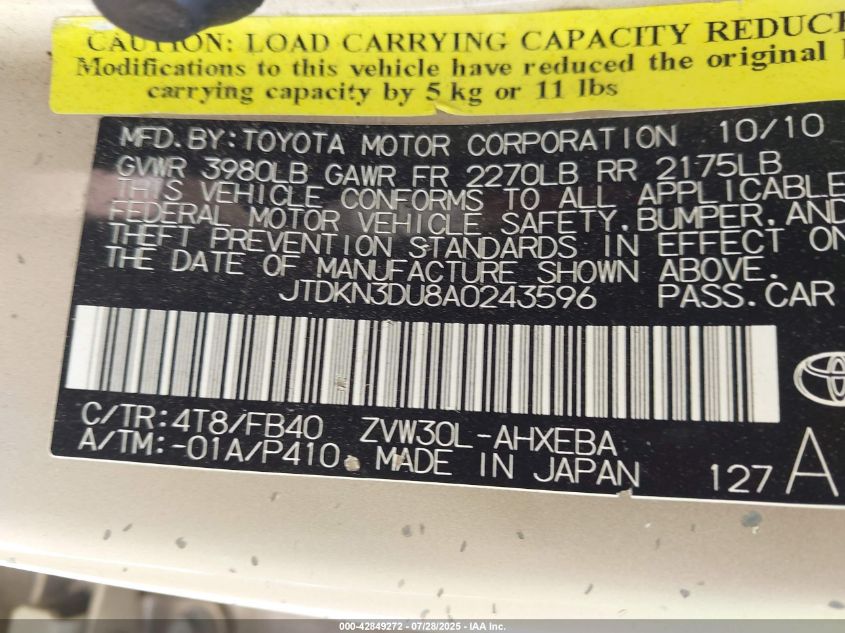 CAUTION: LOAD CARRYING CAPACITY REDUCE
Modifications to this vehicle have reduced the original
carrying capacity by 5 kg or 11 lbs
MFD.BY:TOYOTA MOTOR CORPORATION 10/10
GVWR 3980LB GAWR FR 2270LB RR 2175LB
THIS VEHICLE CONFORMS TO ALL APPLICABLE
FEDERAL MOTOR VEHICLE SAFETY,BUMPER,AND
THEFT PREVENTION STANDARDS IN EFFECT ON
THE DATE OF MANUFACTURE SHOWN ABOVE.
JTDKN3DU8A0243596 PASS.CAR
C/TR:4T8/FB40 ZVW30L-AHXEBA
A/TM:-01A/P410 MADE IN JAPAN 127 A
000-42849272 — 07/28/2025 — IAA Inc.